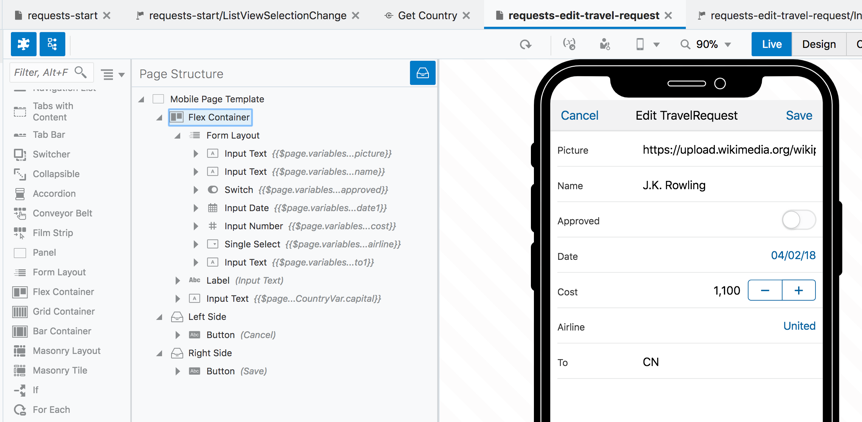 requests-start
requests-start/ListViewSelectionChange
Get Country
requests-edit-travel-request
requests-edit-travel-request/In
90%
Live
Design
Filter, Alt+F
Page Structure
Navigation List
Tabs with
Content
Tab Bar
Switcher
Collapsible
Accordion
Conveyor Belt
Film Strip
Panel
Form Layout
Flex Container
Grid Container
Bar Container
Masonry Layout
Masonry Tile
If
For Each
Mobile Page Template
Flex Container
Form Layout
Input Text {{$page.variables...picture}}
Input Text {{$page.variables...name}}
Switch {{$page.variables...approved}}
Input Date {{$page.variables...date1}}
Input Number {{$page.variables...cost}}
Single Select {{$page.variables...airline}}
Input Text {{$page.variables...to1}}
Abc Label (Input Text)
Input Text {{$page...CountryVar.capital}}
Left Side
Button (Cancel)
Right Side
Button (Save)
Cancel Edit TravelRequest Save
Picture https://upload.wikimedia.org/wikip
Name J.K. Rowling
Approved
Date 04/02/18
Cost 1,100 − +
Airline United
To CN